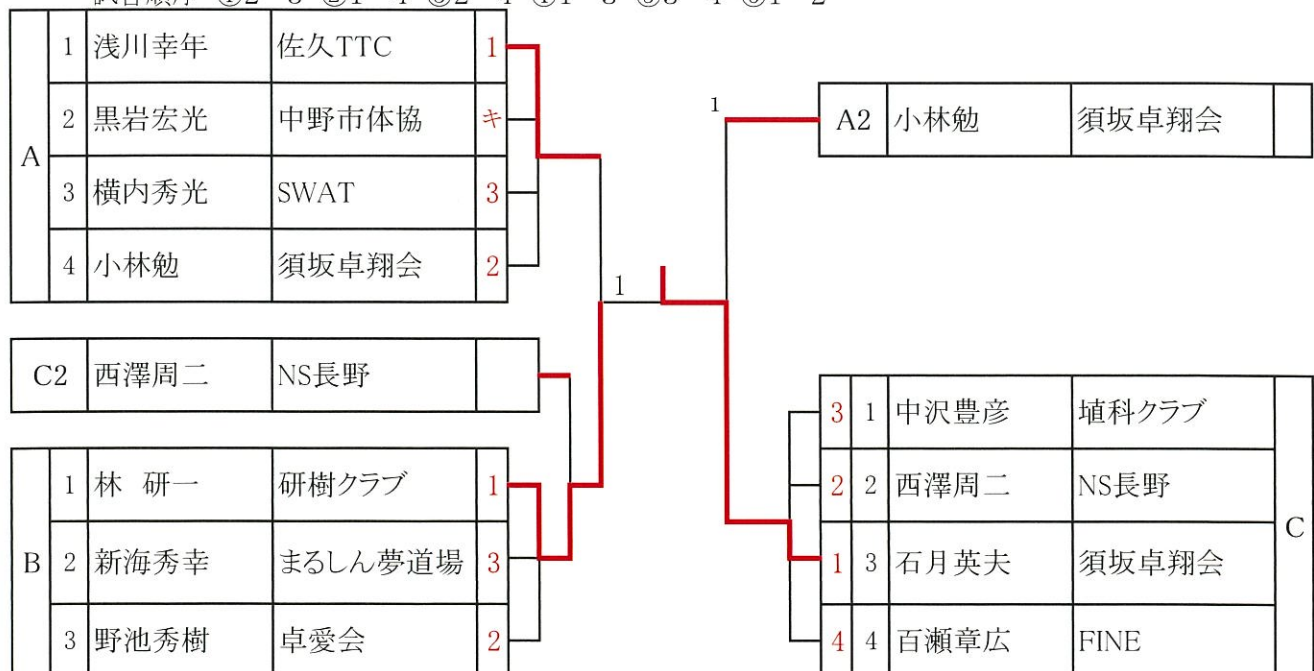 A
1 浅川幸年 佐久TTC 1
2 黒岩宏光 中野市体協 キ
3 横内秀光 SWAT 3
4 小林勉 須坂卓翔会 2
C2 西澤周二 NS長野
B
1 林 研一 研樹クラブ 1
2 新海秀幸 まるしん夢道場 3
3 野池秀樹 卓愛会 2
1
1
A2 小林勉 須坂卓翔会
3 1 中沢豊彦 埴科クラブ
2 2 西澤周二 NS長野
1 3 石月英夫 須坂卓翔会
4 4 百瀬章広 FINE
C